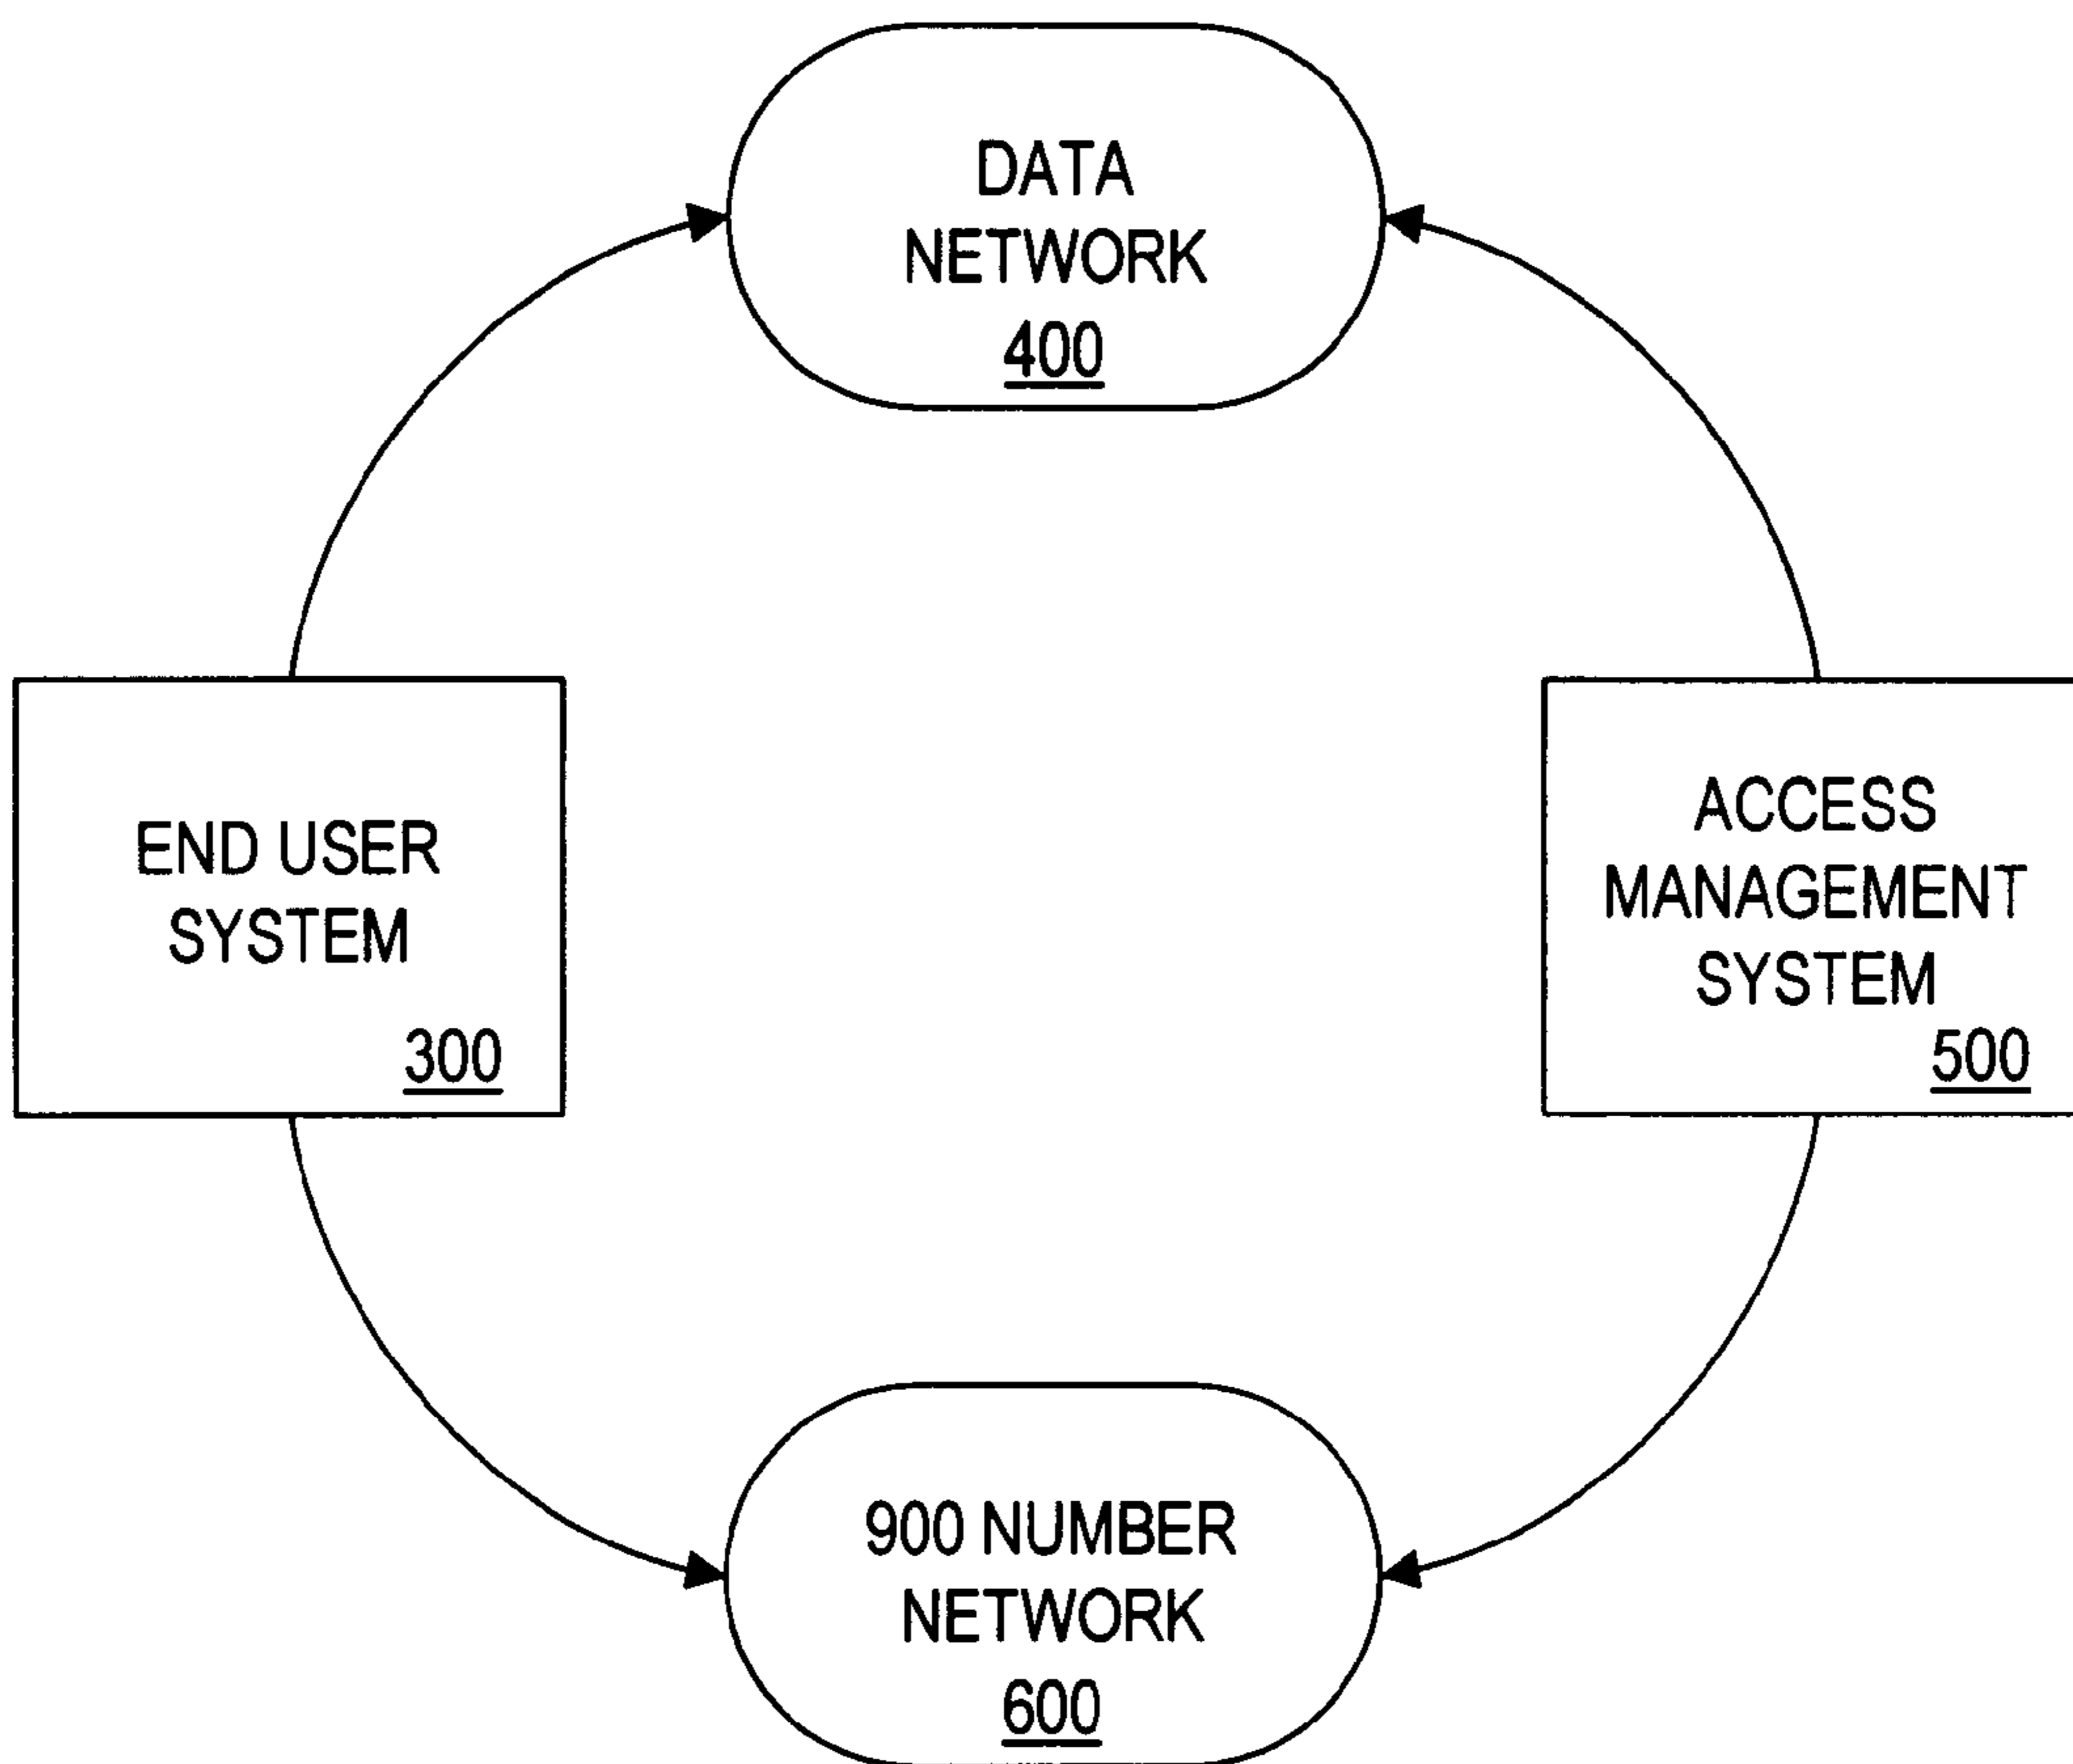 DATA
NETWORK
400
END USER
SYSTEM
300
ACCESS
MANAGEMENT
SYSTEM
500
900 NUMBER
NETWORK
600